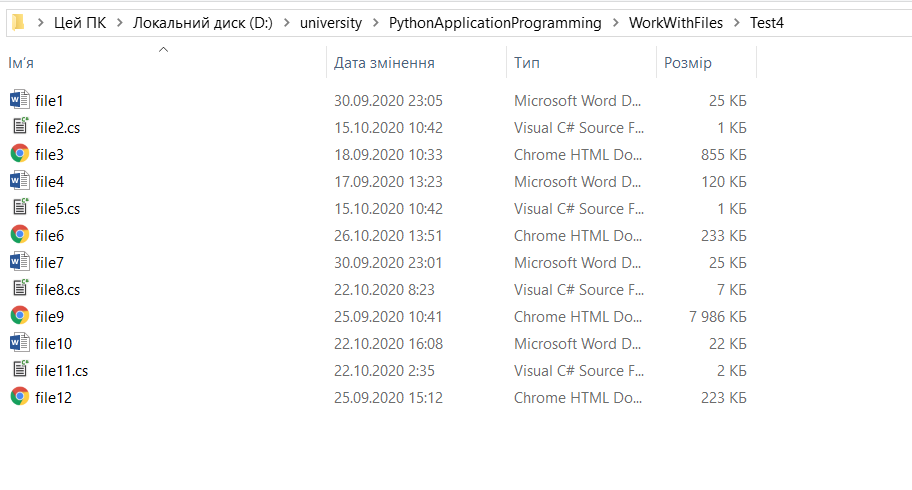 Цей ПК > Локальний диск (D:) > university > PythonApplicationProgramming > WorkWithFiles > Test4
Ім'я Дата змінення Тип Розмір
file1 30.09.2020 23:05 Microsoft Word D... 25 КБ
file2.cs 15.10.2020 10:42 Visual C# Source F... 1 КБ
file3 18.09.2020 10:33 Chrome HTML Do... 855 КБ
file4 17.09.2020 13:23 Microsoft Word D... 120 КБ
file5.cs 15.10.2020 10:42 Visual C# Source F... 1 КБ
file6 26.10.2020 13:51 Chrome HTML Do... 233 КБ
file7 30.09.2020 23:01 Microsoft Word D... 25 КБ
file8.cs 22.10.2020 8:23 Visual C# Source F... 7 КБ
file9 25.09.2020 10:41 Chrome HTML Do... 7 986 КБ
file10 22.10.2020 16:08 Microsoft Word D... 22 КБ
file11.cs 22.10.2020 2:35 Visual C# Source F... 2 КБ
file12 25.09.2020 15:12 Chrome HTML Do... 223 КБ